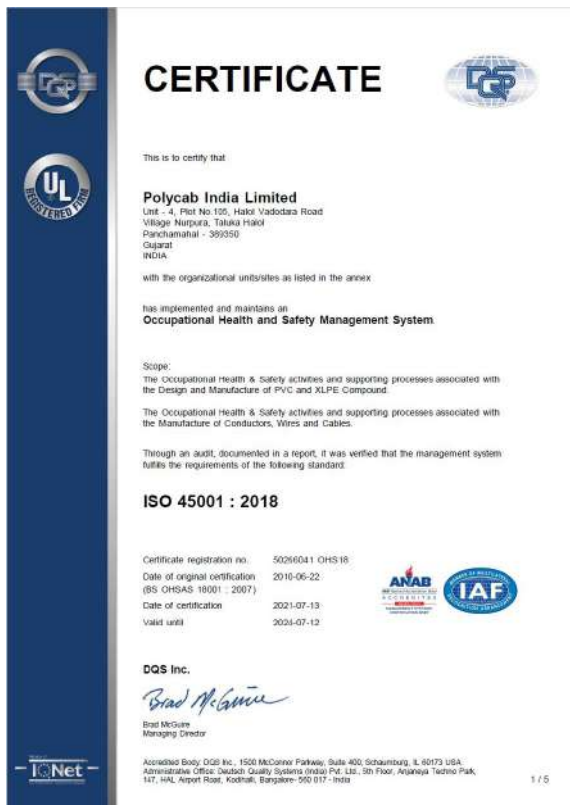 DQS
CERTIFICATE
DQS
This is to certify that
UL
REGISTERED FIRM
Polycab India Limited
Unit - 4, Plot No.105, Halol Vadodara Road
Village Nurpura, Taluka Halol
Panchamahal - 389350
Gujarat
INDIA
with the organizational units/sites as listed in the annex
has implemented and maintains an
Occupational Health and Safety Management System.
Scope:
The Occupational Health & Safety activities and supporting processes associated with
the Design and Manufacture of PVC and XLPE Compound.
The Occupational Health & Safety activities and supporting processes associated with
the Manufacture of Conductors, Wires and Cables.
Through an audit, documented in a report, it was verified that the management system
fulfills the requirements of the following standard:
ISO 45001 : 2018
Certificate registration no. 50266041 OHS18
Date of original certification 2010-06-22
(BS OHSAS 18001 : 2007)
Date of certification 2021-07-13
Valid until 2024-07-12
ANAB
ACCREDITED
IAF
DQS Inc.
Brad McGuire
Brad McGuire
Managing Director
IQNet
Accredited Body: DQS Inc., 1500 McConnor Parkway, Suite 400, Schaumburg, IL 60173 USA
Administrative Office: Deutsch Quality Systems (India) Pvt. Ltd., 5th Floor, Anjaneya Techno Park,
147, HAL Airport Road, Kodihalli, Bangalore- 560 017 - India
1 / 5